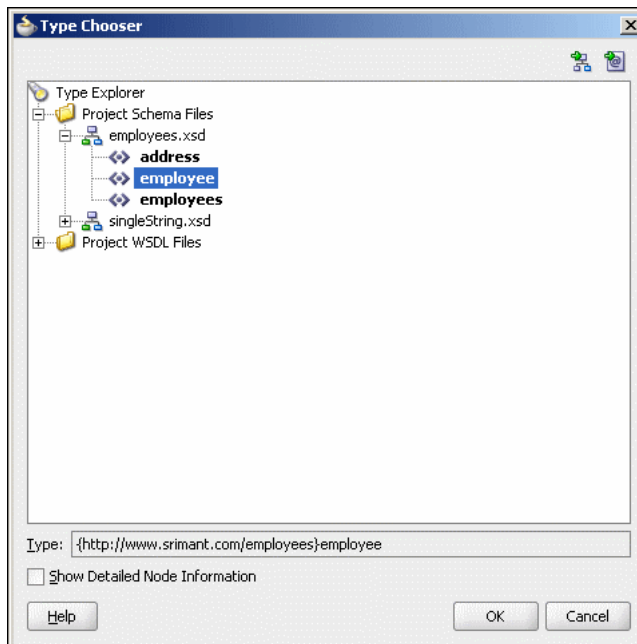 Type Chooser
Type Explorer
Project Schema Files
employees.xsd
address
employee
employees
singleString.xsd
Project WSDL Files
Type: {http://www.srimant.com/employees}employee
Show Detailed Node Information
Help OK Cancel